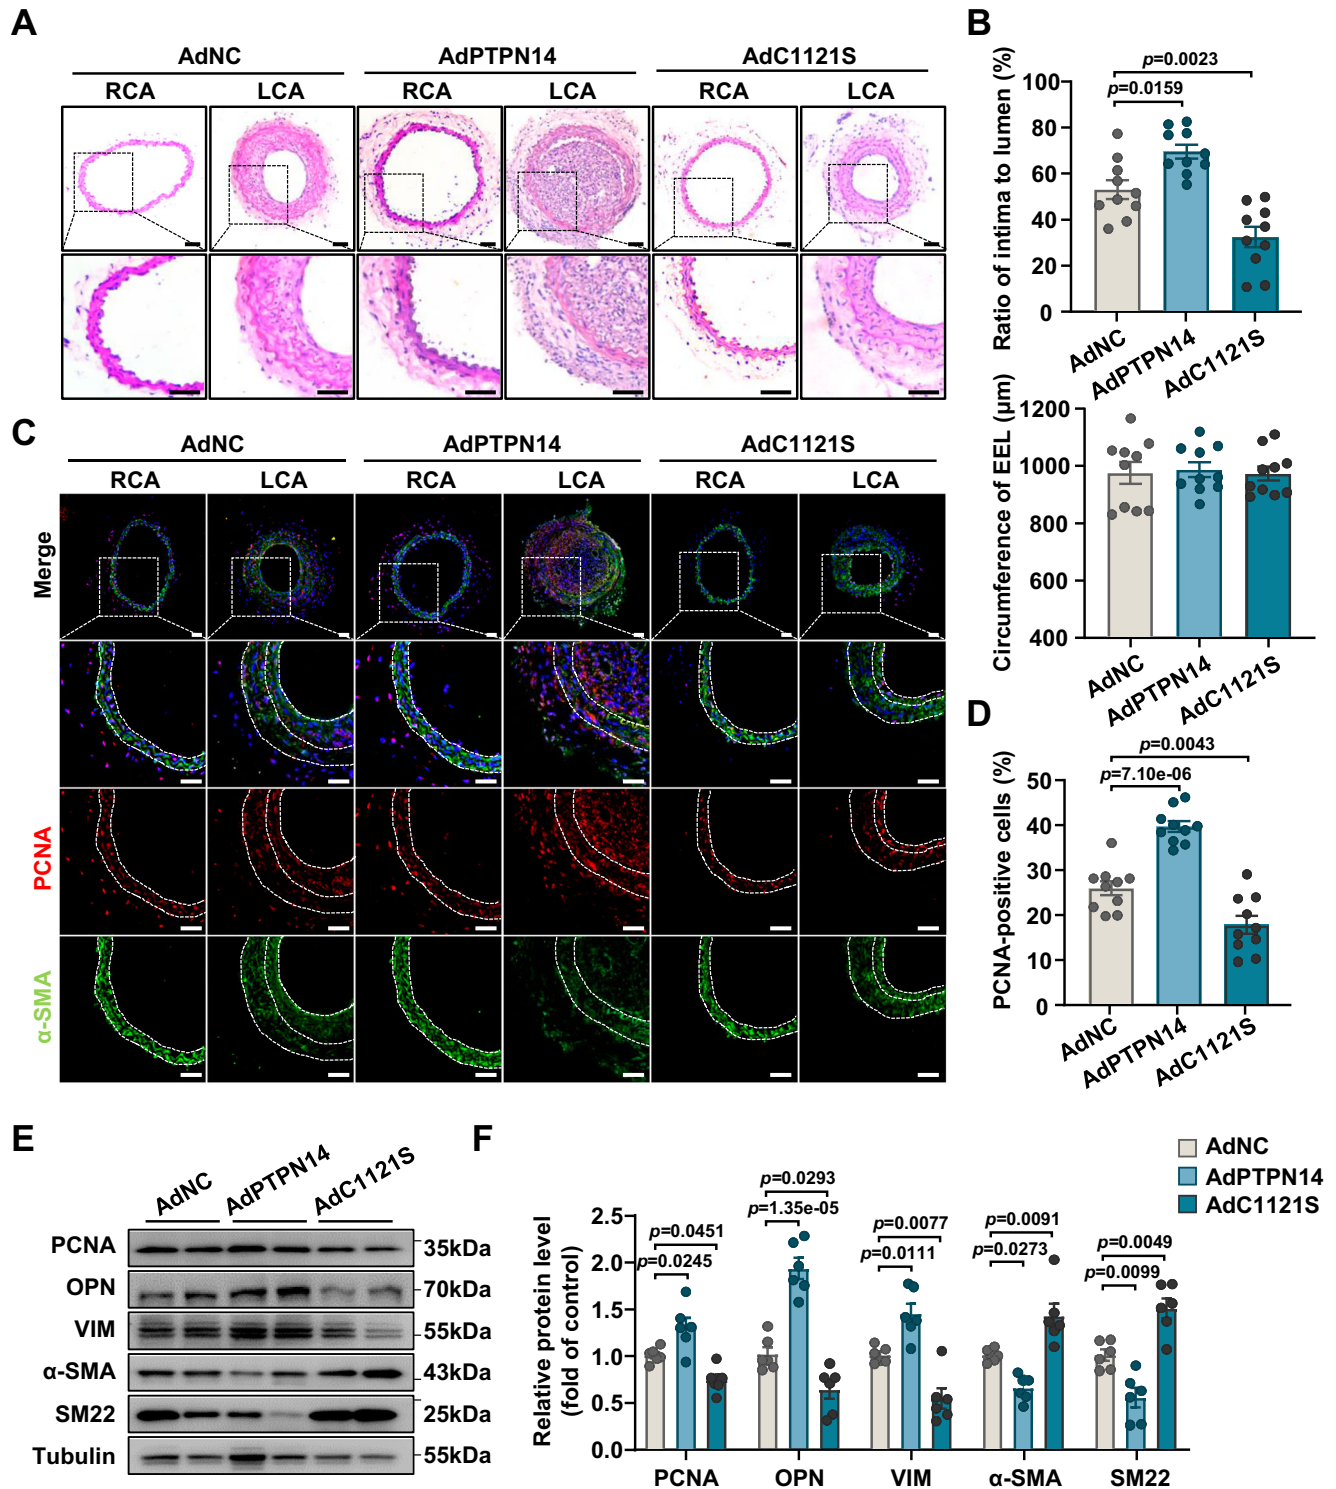 A
AdNC AdPTPN14 AdC1121S
RCA LCA RCA LCA RCA LCA
B
Ratio of intima to lumen (%)
100
80
60
40
20
0
p=0.0023
p=0.0159
AdNC AdPTPN14 AdC1121S
Circumference of EEL (μm)
1200
1000
800
600
400
AdNC AdPTPN14 AdC1121S
C
AdNC AdPTPN14 AdC1121S
RCA LCA RCA LCA RCA LCA
Merge
PCNA
α-SMA
D
PCNA-positive cells (%)
50
40
30
20
10
0
p=0.0043
p=7.10e-06
AdNC AdPTPN14 AdC1121S
E
AdNC AdPTPN14 AdC1121S
PCNA 35kDa
OPN 70kDa
VIM 55kDa
α-SMA 43kDa
SM22 25kDa
Tubulin 55kDa
F
AdNC
AdPTPN14
AdC1121S
Relative protein level
(fold of control)
2.5
2.0
1.5
1.0
0.5
0.0
p=0.0451
p=0.0245
p=0.0293
p=1.35e-05
p=0.0077
p=0.0111
p=0.0091
p=0.0273
p=0.0049
p=0.0099
PCNA OPN VIM α-SMA SM22